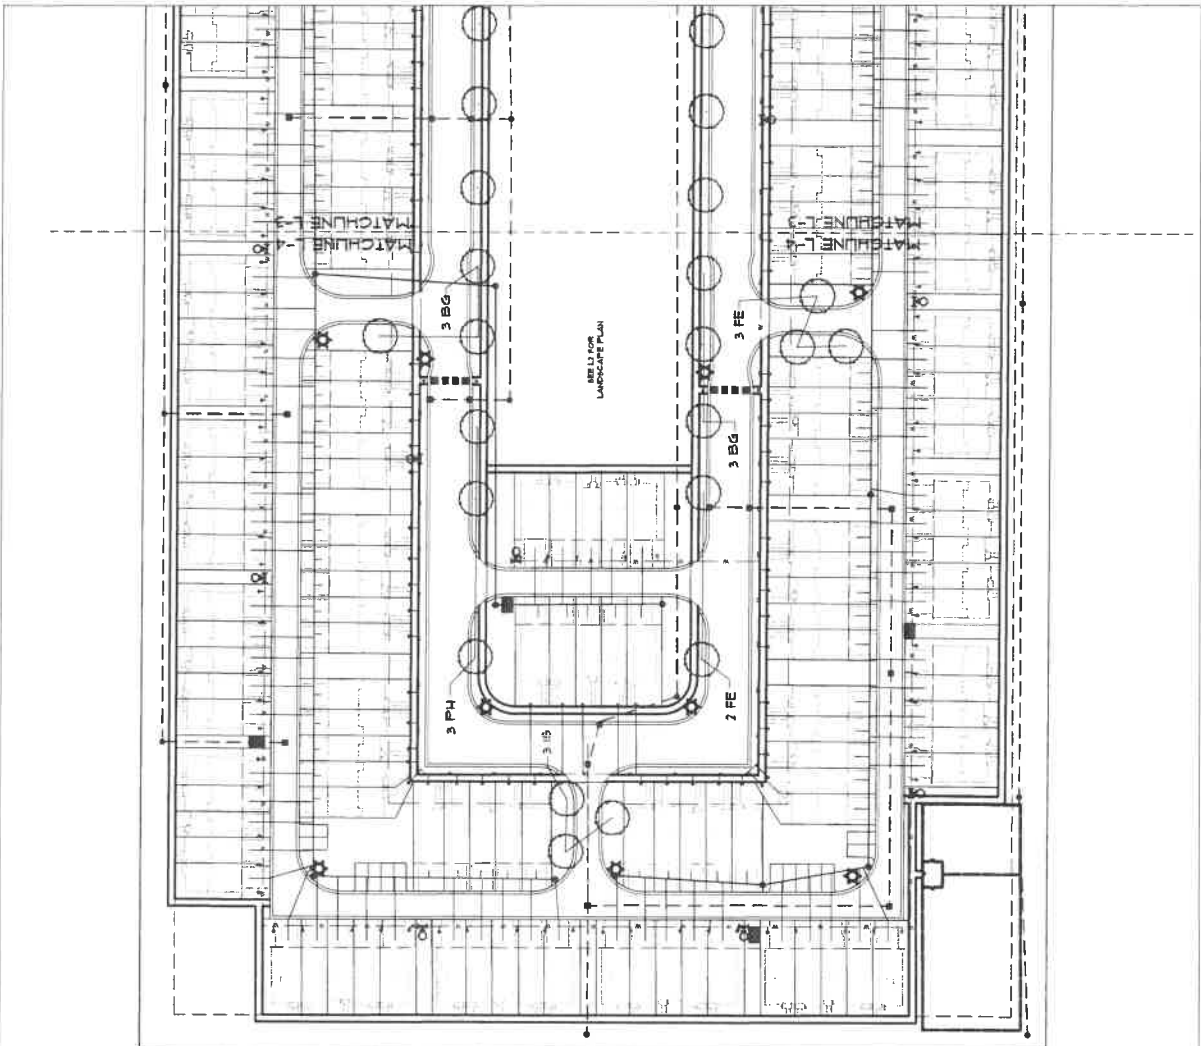 MATCHLINE L-3
MATCHLINE L-4
MATCHLINE L-3
MATCHLINE L-4
3 BG
3 FE
SEE L7 FOR
LANDSCAPE PLAN
3 BG
3 PH
2 FE